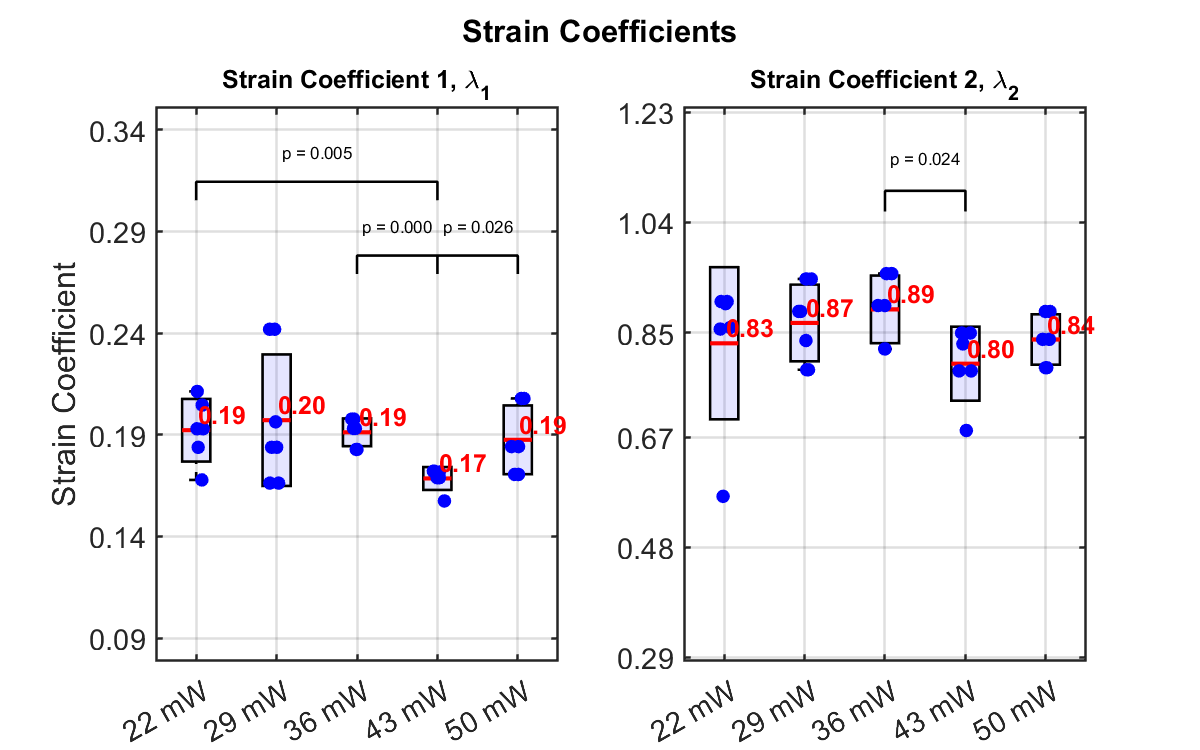 Strain Coefficients
Strain Coefficient 1, λ1
Strain Coefficient
0.34
0.29
0.24
0.19
0.14
0.09
p = 0.005
p = 0.000
p = 0.026
0.19
0.20
0.19
0.17
0.19
22 mW
29 mW
36 mW
43 mW
50 mW
Strain Coefficient 2, λ2
1.23
1.04
0.85
0.67
0.48
0.29
p = 0.024
0.83
0.87
0.89
0.80
0.84
22 mW
29 mW
36 mW
43 mW
50 mW